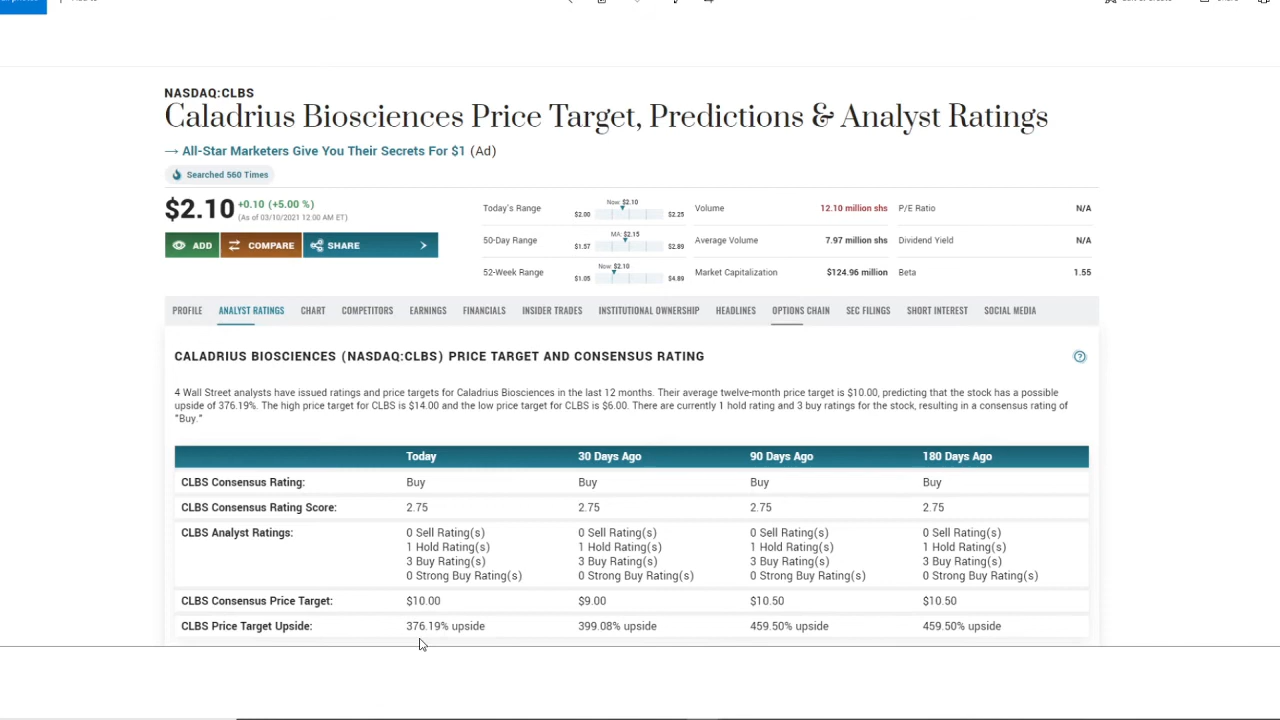 NASDAQ:CLBS
Caladrius Biosciences Price Target, Predictions & Analyst Ratings
→ All-Star Marketers Give You Their Secrets For $1 (Ad)
Searched 560 Times
$2.10 +0.10 (+5.00 %)
(As of 03/10/2021 12:00 AM ET)
ADD COMPARE SHARE
Today's Range Now: $2.10 $2.00 $2.25
50-Day Range MA: $2.15 $1.57 $2.89
52-Week Range Now: $2.10 $1.05 $4.89
Volume 12.10 million shs
Average Volume 7.97 million shs
Market Capitalization $124.96 million
P/E Ratio N/A
Dividend Yield N/A
Beta 1.55
PROFILE ANALYST RATINGS CHART COMPETITORS EARNINGS FINANCIALS INSIDER TRADES INSTITUTIONAL OWNERSHIP HEADLINES OPTIONS CHAIN SEC FILINGS SHORT INTEREST SOCIAL MEDIA
CALADRIUS BIOSCIENCES (NASDAQ:CLBS) PRICE TARGET AND CONSENSUS RATING
4 Wall Street analysts have issued ratings and price targets for Caladrius Biosciences in the last 12 months. Their average twelve-month price target is $10.00, predicting that the stock has a possible
upside of 376.19%. The high price target for CLBS is $14.00 and the low price target for CLBS is $6.00. There are currently 1 hold rating and 3 buy ratings for the stock, resulting in a consensus rating of
"Buy."
Today 30 Days Ago 90 Days Ago 180 Days Ago
CLBS Consensus Rating: Buy Buy Buy Buy
CLBS Consensus Rating Score: 2.75 2.75 2.75 2.75
CLBS Analyst Ratings: 0 Sell Rating(s) 0 Sell Rating(s) 0 Sell Rating(s) 0 Sell Rating(s)
1 Hold Rating(s) 1 Hold Rating(s) 1 Hold Rating(s) 1 Hold Rating(s)
3 Buy Rating(s) 3 Buy Rating(s) 3 Buy Rating(s) 3 Buy Rating(s)
0 Strong Buy Rating(s) 0 Strong Buy Rating(s) 0 Strong Buy Rating(s) 0 Strong Buy Rating(s)
CLBS Consensus Price Target: $10.00 $9.00 $10.50 $10.50
CLBS Price Target Upside: 376.19% upside 399.08% upside 459.50% upside 459.50% upside